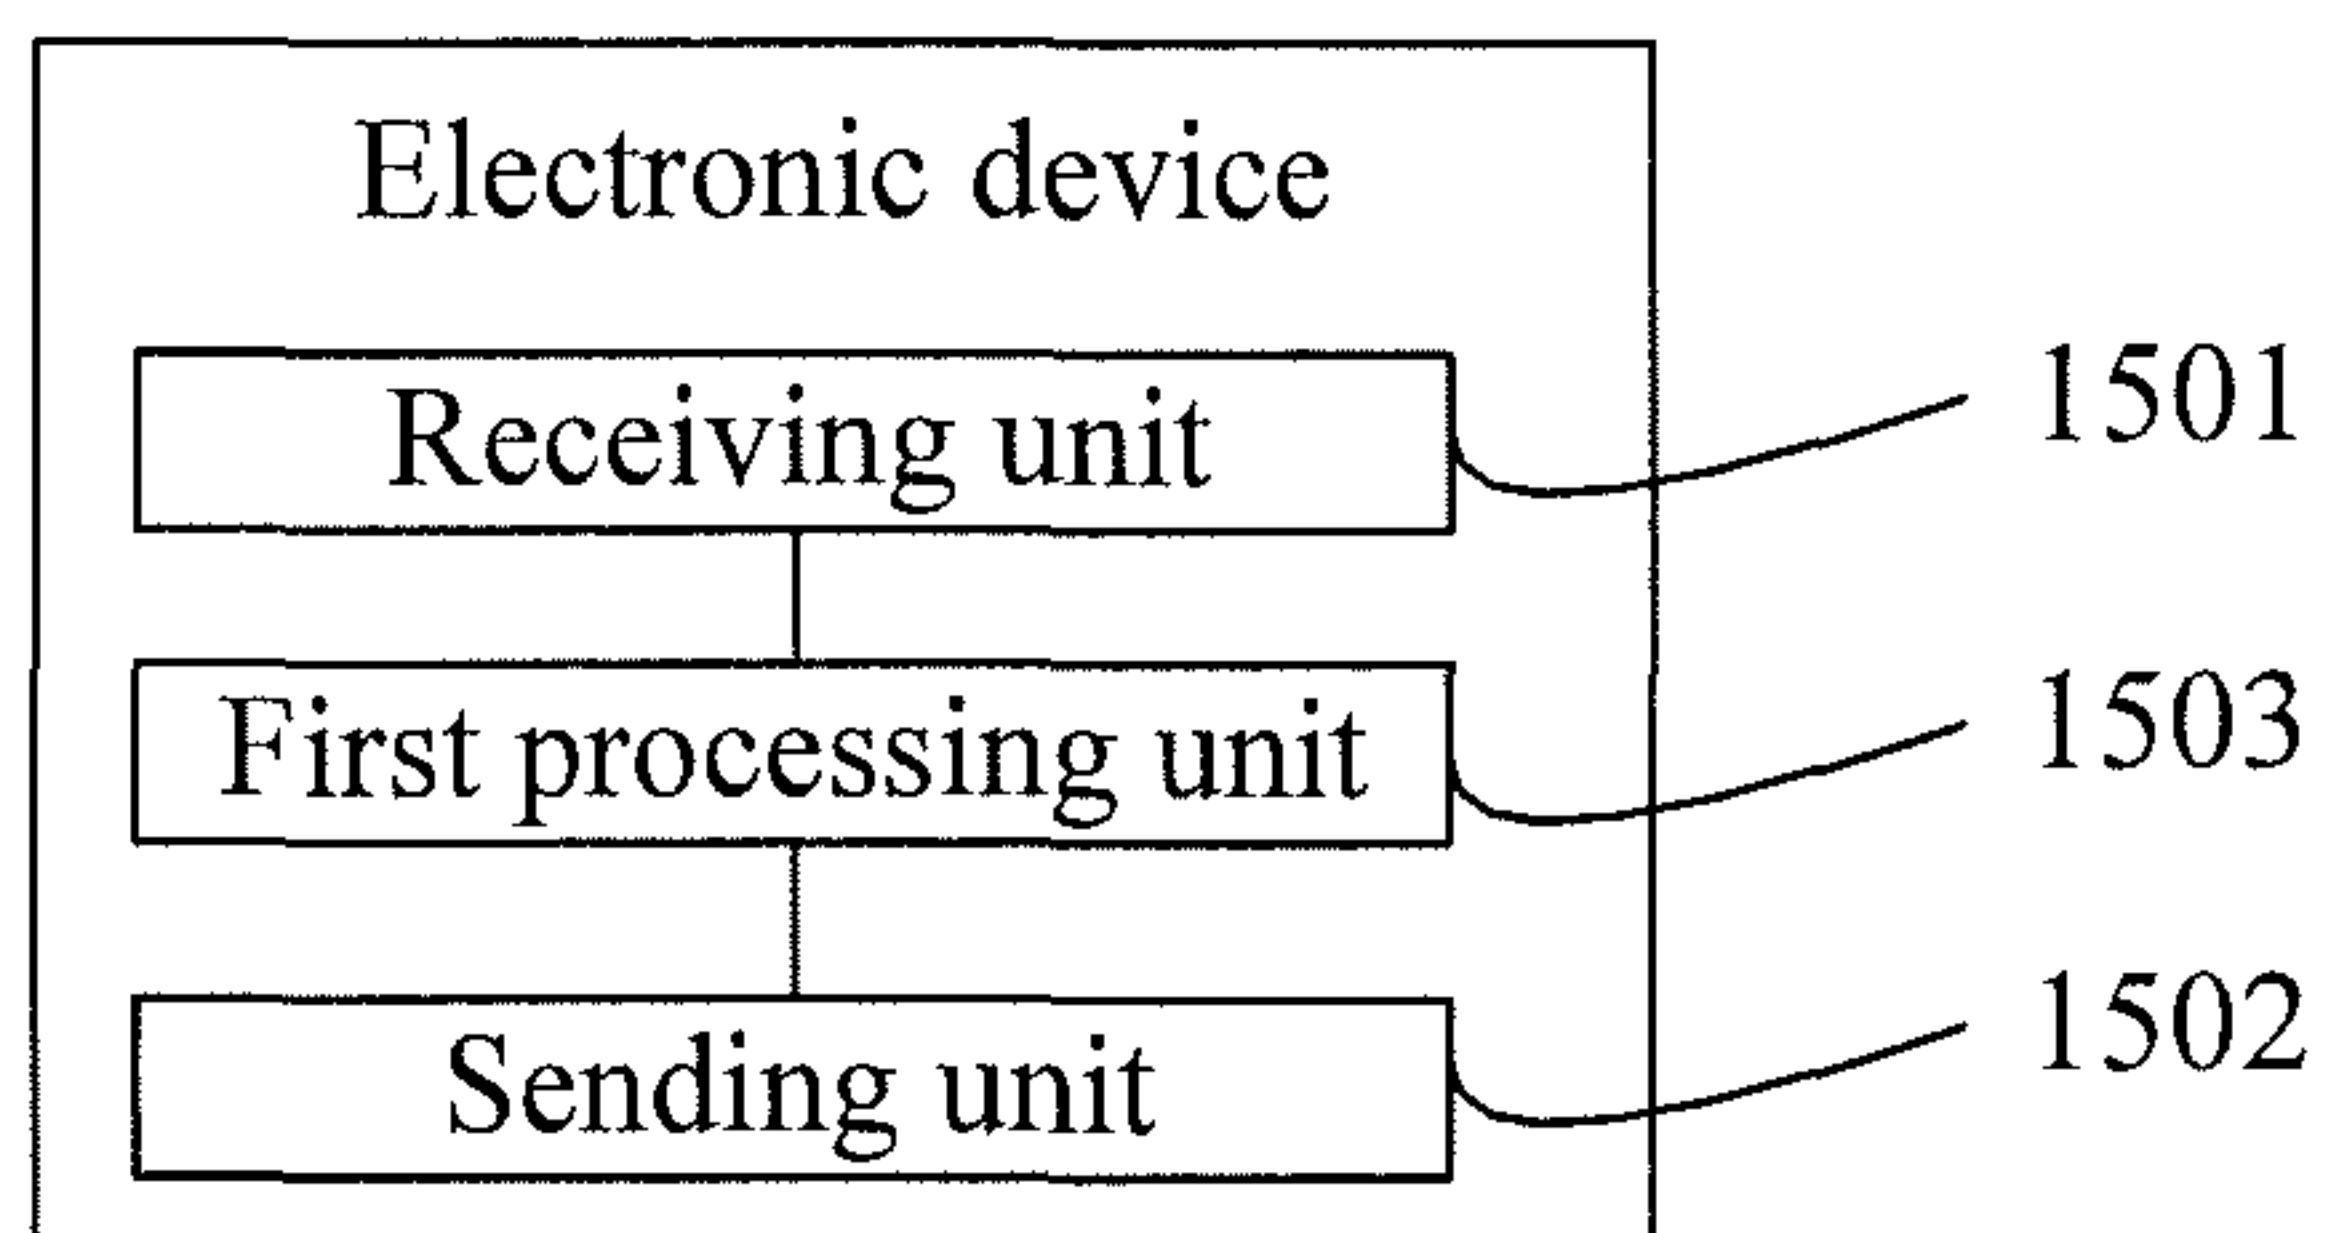 Electronic device
Receiving unit
1501
First processing unit
1503
Sending unit
1502